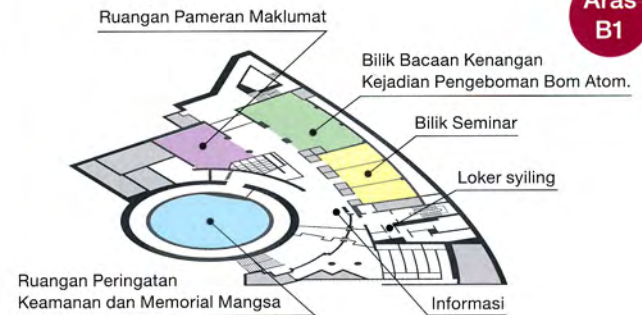 Ruangan Pameran Maklumat
Aras
B1
Bilik Bacaan Kenangan
Kejadian Pengeboman Bom Atom.
Bilik Seminar
Loker syiling
Ruangan Peringatan
Keamanan dan Memorial Mangsa
Informasi